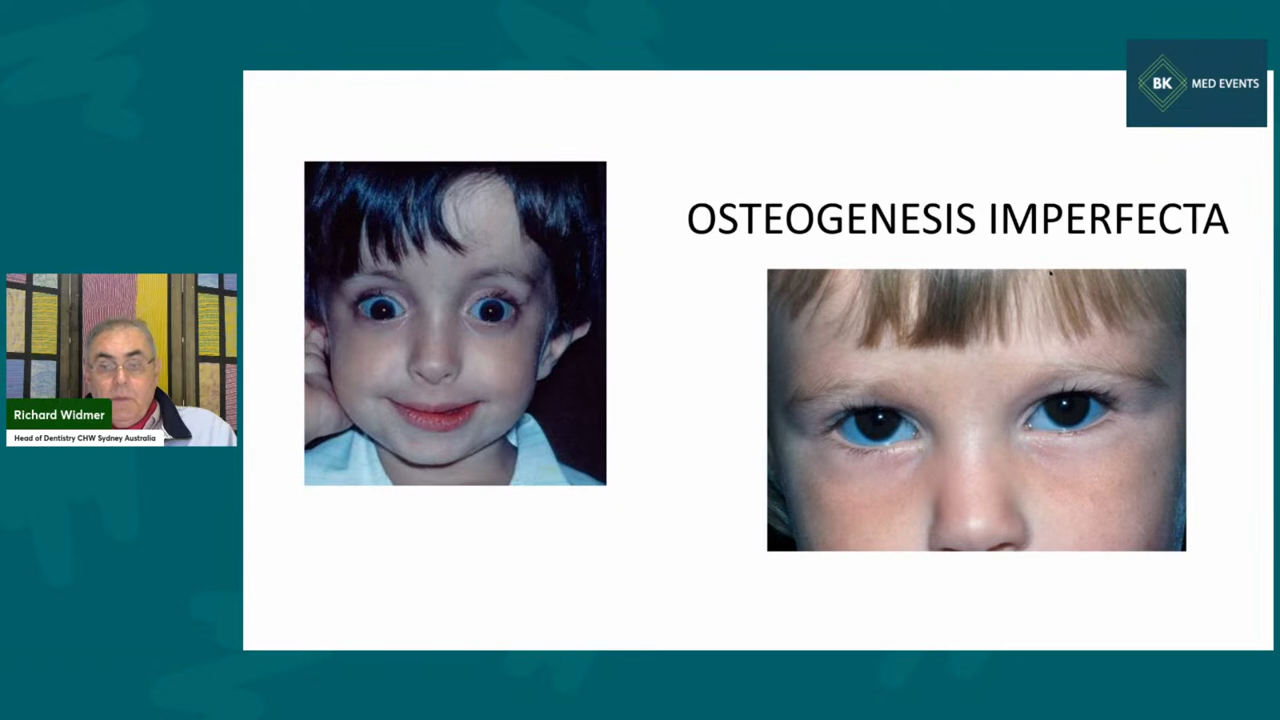 BK MED EVENTS
OSTEOGENESIS IMPERFECTA
Richard Widmer
Head of Dentistry CHW Sydney Australia